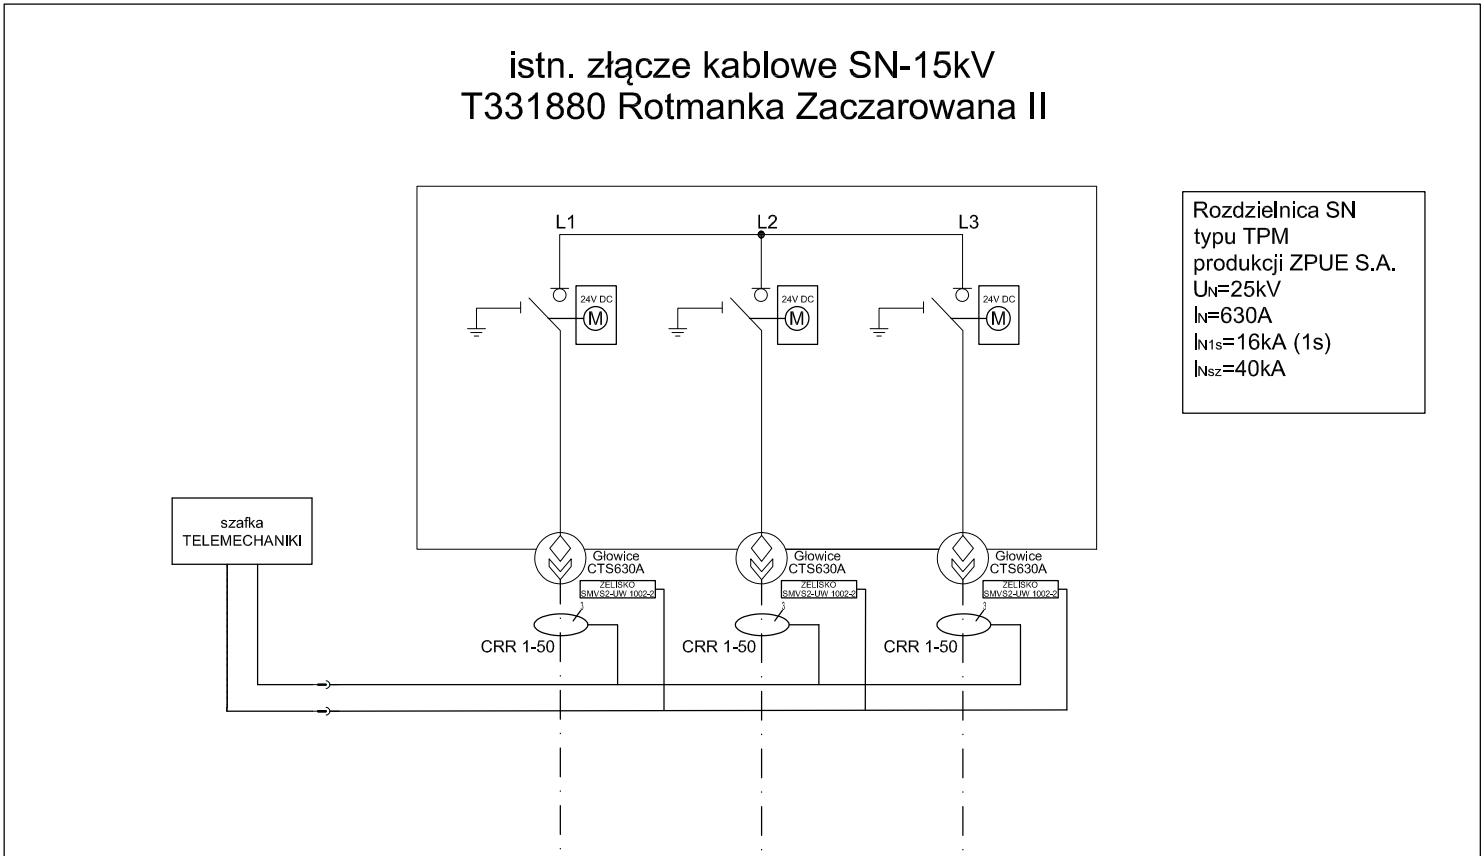 istn. złącze kablowe SN-15kV
T331880 Rotmanka Zaczarowana II
L1
L2
L3
24V DC
M
24V DC
M
24V DC
M
Rozdzielnica SN
typu TPM
produkcji ZPUE S.A.
UN=25kV
IN=630A
IN1s=16kA (1s)
INsz=40kA
szafka
TELEMECHANIKI
Głowice
CTS630A
ZELISKO
SMVS2-UW 1002-2
Głowice
CTS630A
ZELISKO
SMVS2-UW 1002-2
Głowice
CTS630A
ZELISKO
SMVS2-UW 1002-2
3
3
CRR 1-50
CRR 1-50
CRR 1-50